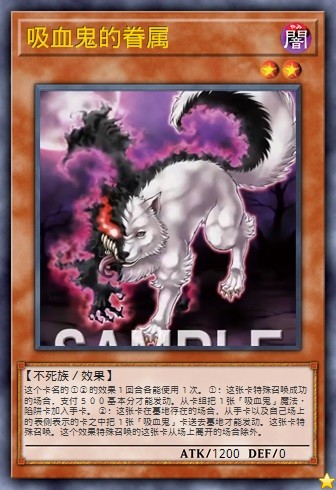 吸血鬼的眷属
闇
SAMPLE
【不死族／效果】
这个卡名的①②的效果1回合各能使用1次。①：这张卡特殊召唤成功
的场合，支付500基本分才能发动。从卡组把1张「吸血鬼」魔法·
陷阱卡加入手卡。②：这张卡在墓地存在的场合，从手卡以及自己场上
的表侧表示的卡之中把1张「吸血鬼」卡送去墓地才能发动。这张卡特
殊召唤。这个效果特殊召唤的这张卡从场上离开的场合除外。
ATK/1200 DEF/0